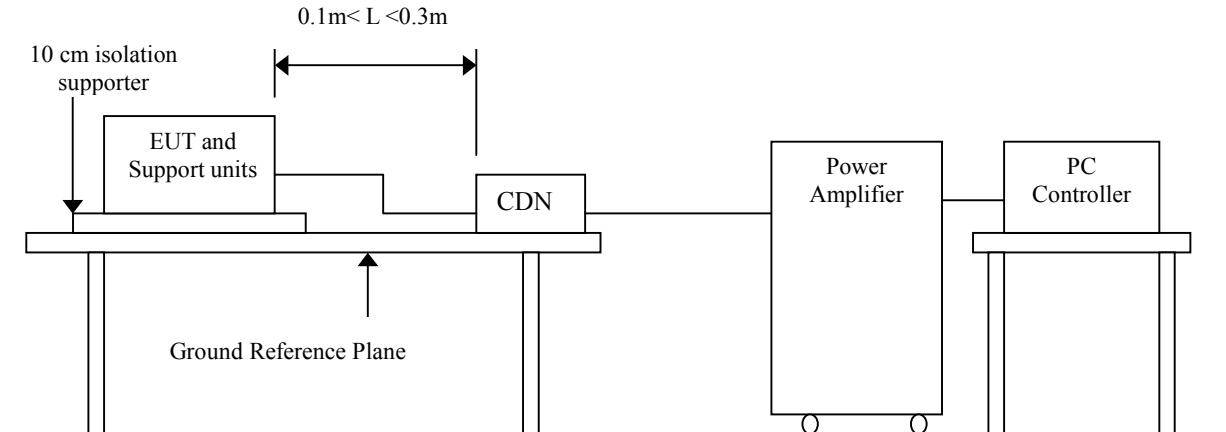 0.1m< L <0.3m
10 cm isolation
supporter
EUT and
Support units
CDN
Power
Amplifier
PC
Controller
Ground Reference Plane